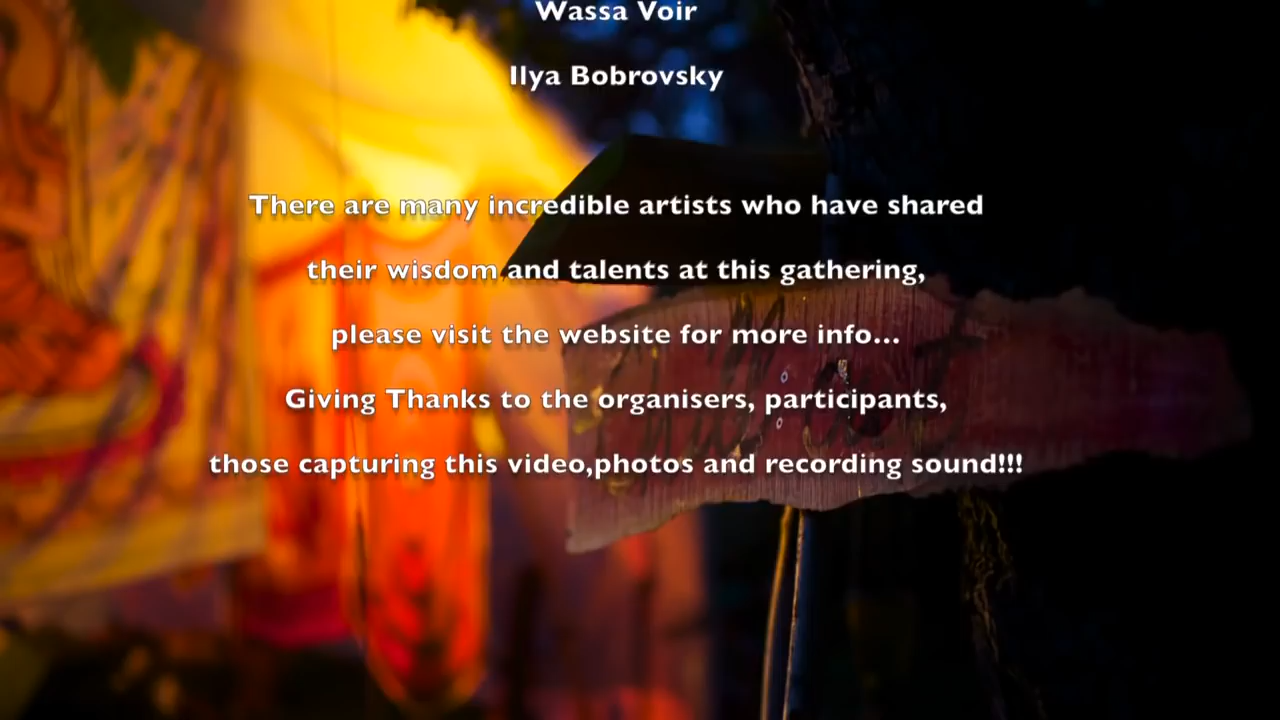 Wassa Voir
Ilya Bobrovsky
There are many incredible artists who have shared
their wisdom and talents at this gathering,
please visit the website for more info...
Giving Thanks to the organisers, participants,
those capturing this video,photos and recording sound!!!